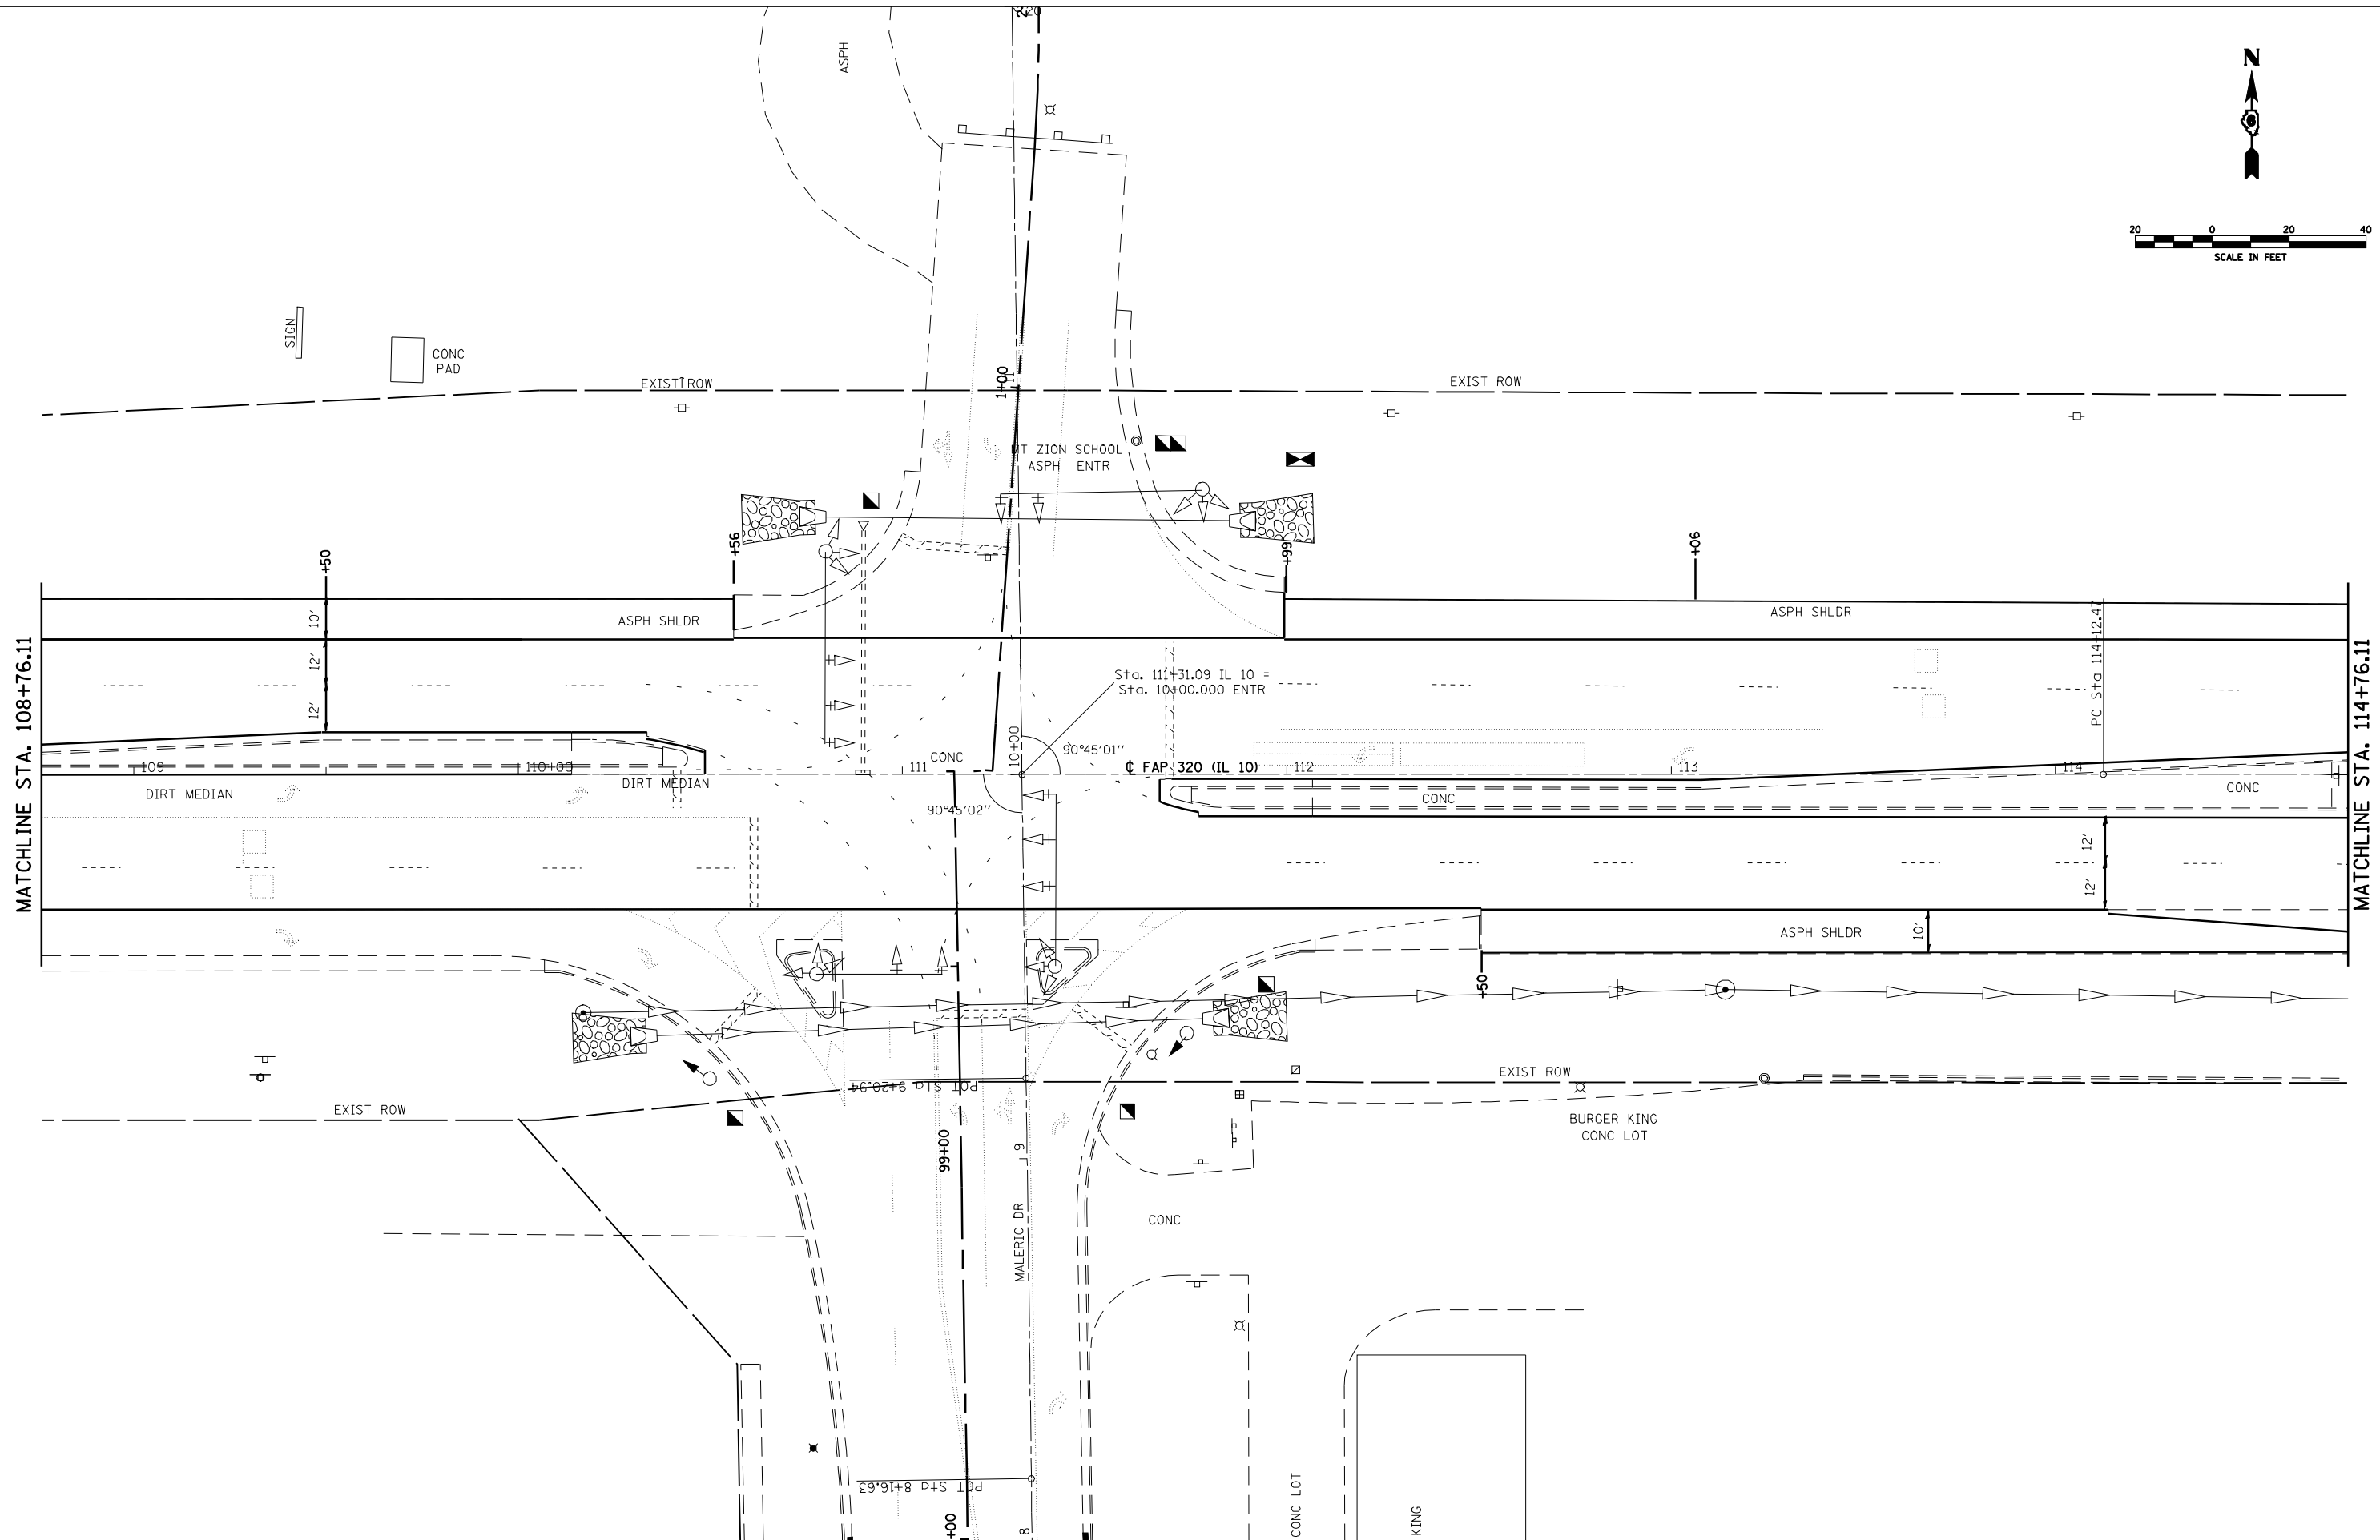 20
ASPH
N
20 0 20 40
SCALE IN FEET
SIGN
CONC
PAD
EXIST ROW
EXIST ROW
1+00
11
MT ZION SCHOOL
ASPH ENTR
+50
+56
+99
+06
10'
ASPH SHLDR
ASPH SHLDR
12'
12'
MATCHLINE STA. 108+76.11
MATCHLINE STA. 114+76.11
PC Sta 114+12.47
Sta. 111+31.09 IL 10 =
Sta. 10+00.000 ENTR
10+00
90°45'01''
CONC
109
110+00
111
℄ FAP 320 (IL 10)
112
113
114
DIRT MEDIAN
DIRT MEDIAN
90°45'02''
CONC
CONC
12'
12'
ASPH SHLDR
10'
+50
POT Sta 9+20.94
EXIST ROW
EXIST ROW
BURGER KING
CONC LOT
99+00
9
MALERIC DR
CONC
POT Sta 8+16.63
+00
8
CONC LOT
KING